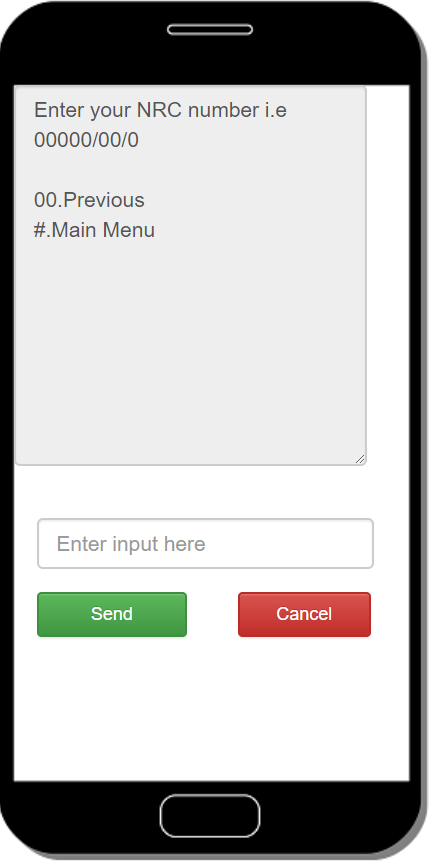 Enter your NRC number i.e
00000/00/0
00.Previous
#.Main Menu
Enter input here
Send
Cancel